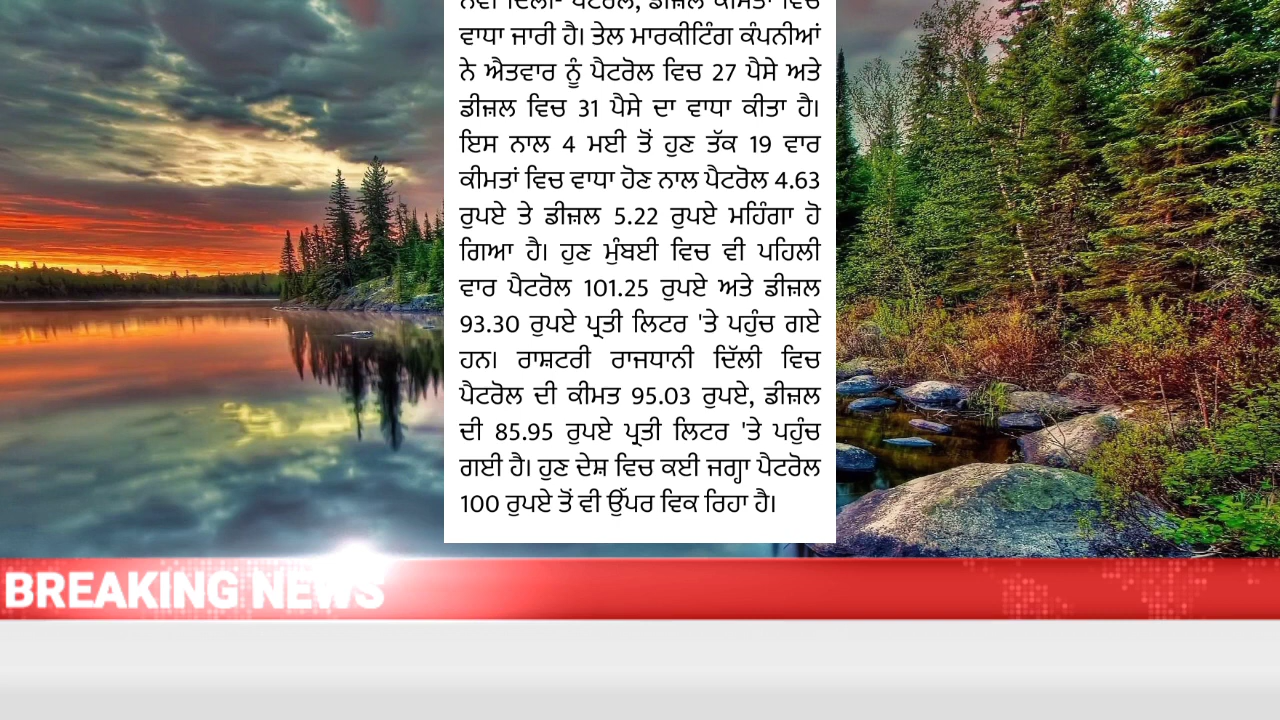 ਨਵੀਂ ਦਿੱਲੀ- ਪੈਟਰੋਲ, ਡੀਜ਼ਲ ਕੀਮਤਾਂ ਵਿਚ
ਵਾਧਾ ਜਾਰੀ ਹੈ। ਤੇਲ ਮਾਰਕੀਟਿੰਗ ਕੰਪਨੀਆਂ
ਨੇ ਐਤਵਾਰ ਨੂੰ ਪੈਟਰੋਲ ਵਿਚ 27 ਪੈਸੇ ਅਤੇ
ਡੀਜ਼ਲ ਵਿਚ 31 ਪੈਸੇ ਦਾ ਵਾਧਾ ਕੀਤਾ ਹੈ।
ਇਸ ਨਾਲ 4 ਮਈ ਤੋਂ ਹੁਣ ਤੱਕ 19 ਵਾਰ
ਕੀਮਤਾਂ ਵਿਚ ਵਾਧਾ ਹੋਣ ਨਾਲ ਪੈਟਰੋਲ 4.63
ਰੁਪਏ ਤੇ ਡੀਜ਼ਲ 5.22 ਰੁਪਏ ਮਹਿੰਗਾ ਹੋ
ਗਿਆ ਹੈ। ਹੁਣ ਮੁੰਬਈ ਵਿਚ ਵੀ ਪਹਿਲੀ
ਵਾਰ ਪੈਟਰੋਲ 101.25 ਰੁਪਏ ਅਤੇ ਡੀਜ਼ਲ
93.30 ਰੁਪਏ ਪ੍ਰਤੀ ਲਿਟਰ 'ਤੇ ਪਹੁੰਚ ਗਏ
ਹਨ। ਰਾਸ਼ਟਰੀ ਰਾਜਧਾਨੀ ਦਿੱਲੀ ਵਿਚ
ਪੈਟਰੋਲ ਦੀ ਕੀਮਤ 95.03 ਰੁਪਏ, ਡੀਜ਼ਲ
ਦੀ 85.95 ਰੁਪਏ ਪ੍ਰਤੀ ਲਿਟਰ 'ਤੇ ਪਹੁੰਚ
ਗਈ ਹੈ। ਹੁਣ ਦੇਸ਼ ਵਿਚ ਕਈ ਜਗ੍ਹਾ ਪੈਟਰੋਲ
100 ਰੁਪਏ ਤੋਂ ਵੀ ਉੱਪਰ ਵਿਕ ਰਿਹਾ ਹੈ।
BREAKING NEWS